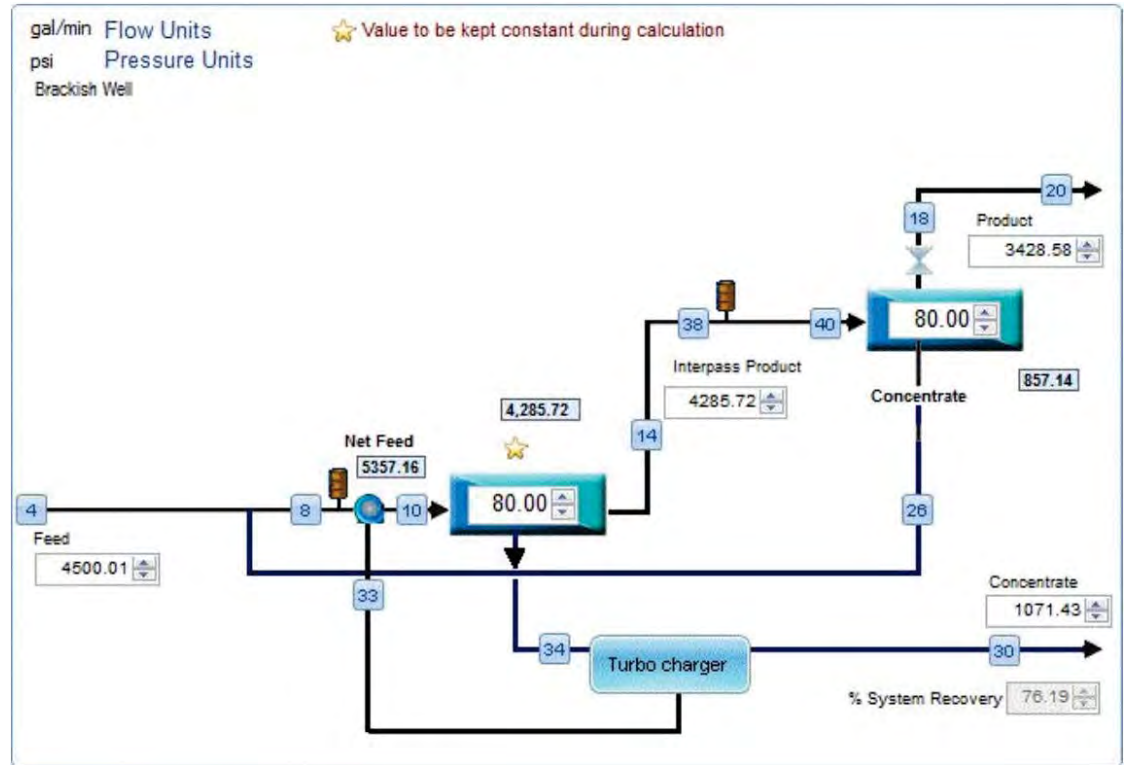 gal/min Flow Units
Value to be kept constant during calculation
psi Pressure Units
Brackish Well
20
18
Product
3428.58
80.00
38
40
Interpass Product
4285.72
857.14
Concentrate
4,285.72
14
Net Feed
5357.16
4
8
10
80.00
26
Feed
4500.01
33
Concentrate
1071.43
34
Turbo charger
30
% System Recovery 76.19